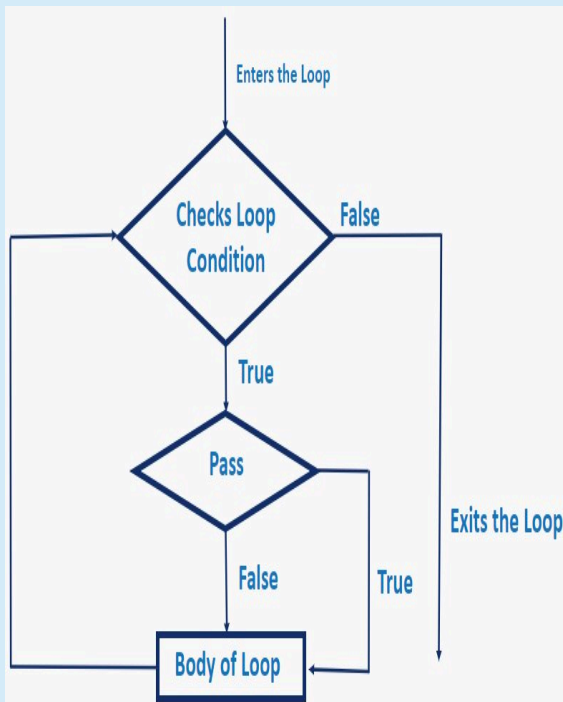 Enters the Loop
Checks Loop
Condition
False
True
Pass
Exits the Loop
False
True
Body of Loop